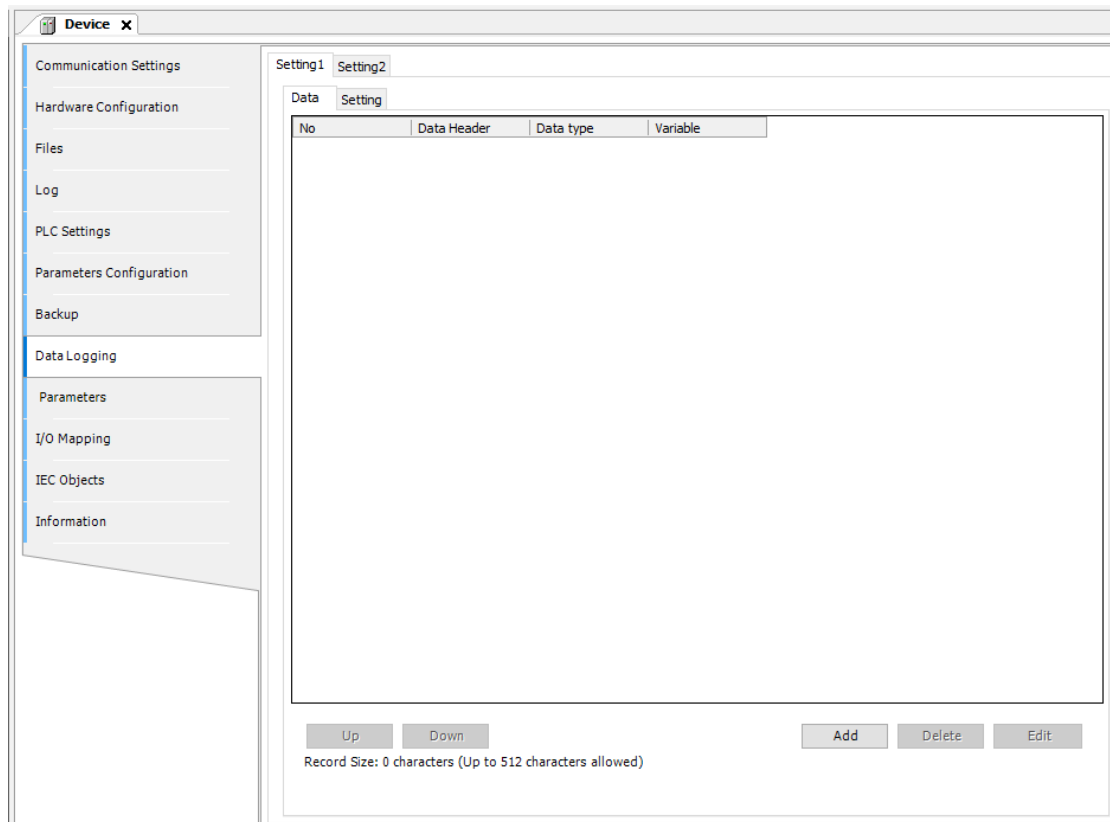 Device
Communication Settings
Hardware Configuration
Files
Log
PLC Settings
Parameters Configuration
Backup
Data Logging
Parameters
I/O Mapping
IEC Objects
Information
Setting1 Setting2
Data Setting
No Data Header Data type Variable
Up Down Add Delete Edit
Record Size: 0 characters (Up to 512 characters allowed)